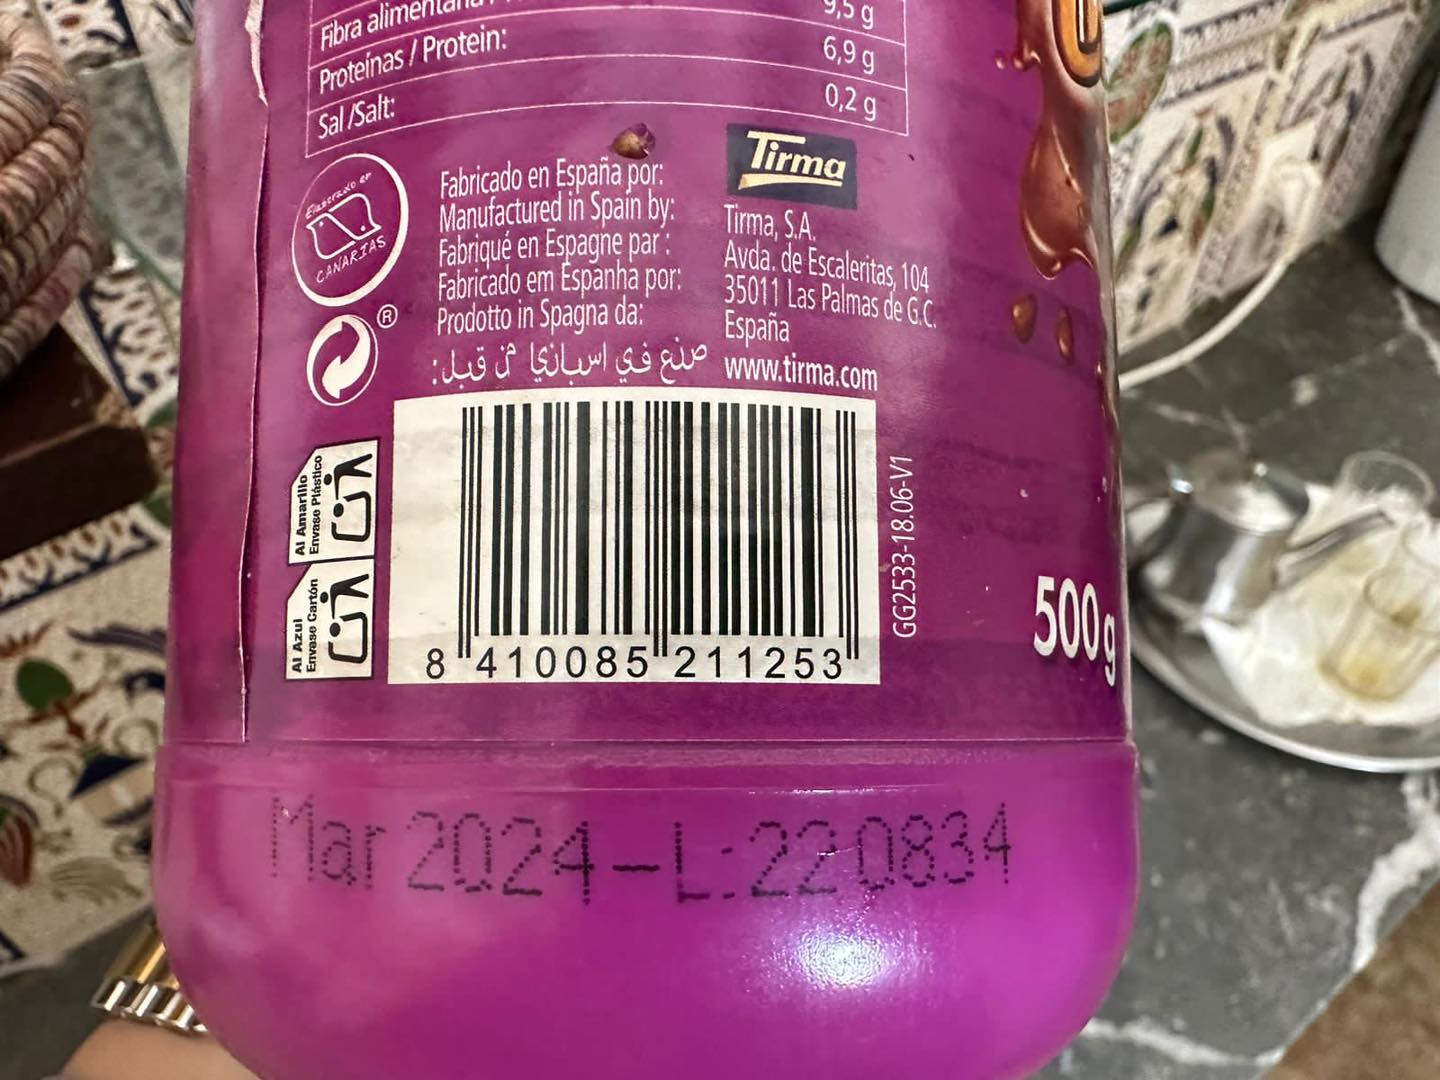 Fibra alimentaria
9,5 g
Proteínas / Protein:
6,9 g
Sal /Salt:
0,2 g
Elaborado en
CANARIAS
Fabricado en España por:
Manufactured in Spain by:
Fabriqué en Espagne par :
Fabricado em Espanha por:
Prodotto in Spagna da:
صنع في اسبانيا من قبل:
Tirma
Tirma, S.A.
Avda. de Escaleritas, 104
35011 Las Palmas de G.C.
España
www.tirma.com
®
Al Amarillo
Envase Plástico
Al Azul
Envase Cartón
8 410085 211253
GG2533-18.06-V1
500g
Mar 2024-L:220834